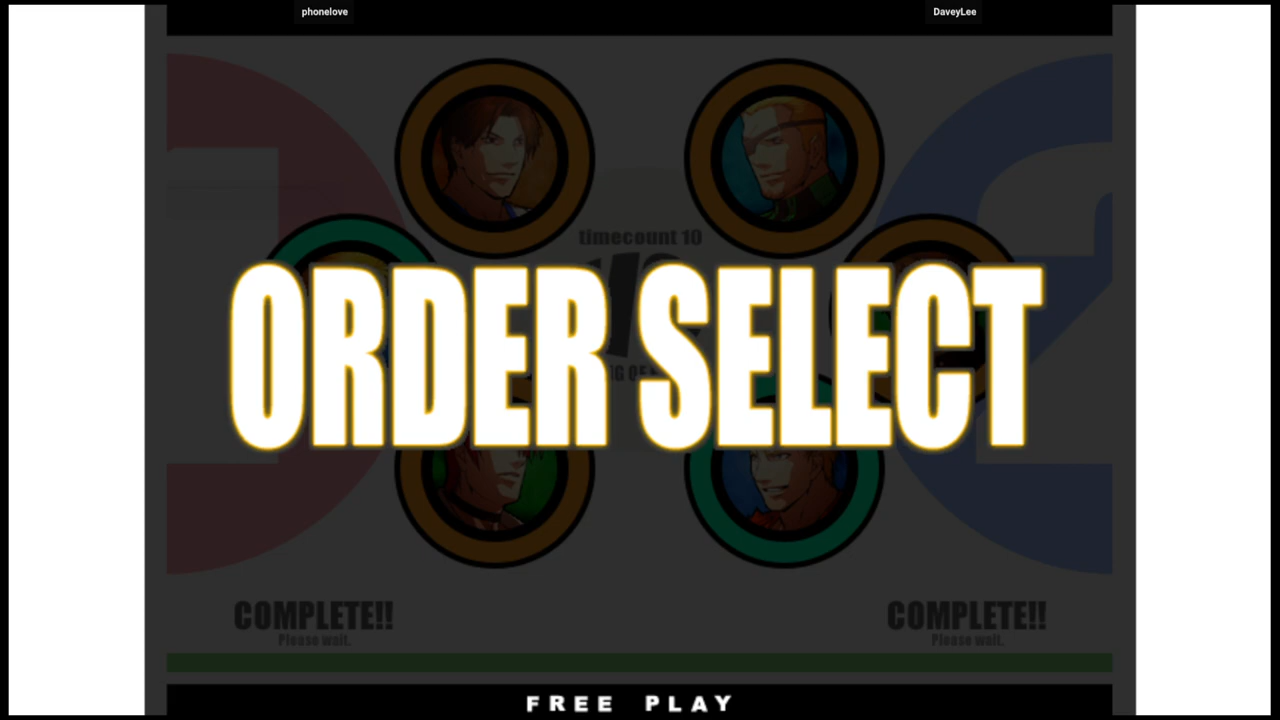 phonelove
DaveyLee
timecount 10
ORDER SELECT
COMPLETE!!
Please wait.
COMPLETE!!
Please wait.
FREE PLAY